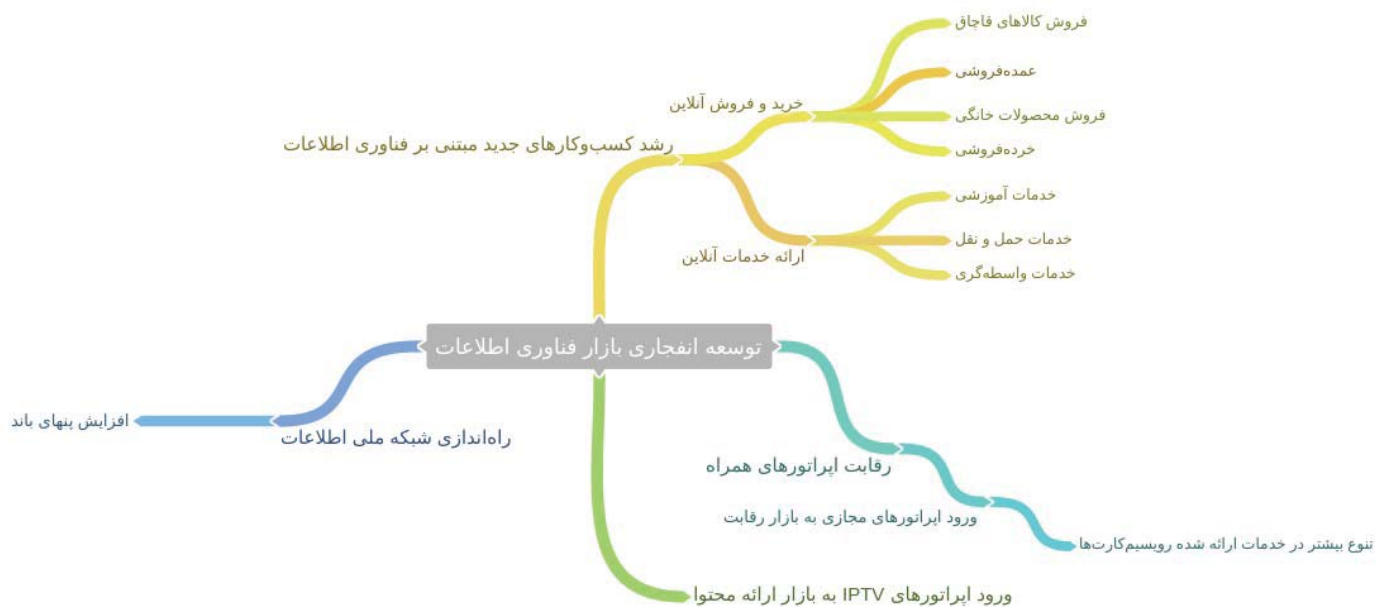 فروش کالاهای قاچاق
عمده‌فروشی
خرید و فروش آنلاین
فروش محصولات خانگی
رشد کسب‌وکارهای جدید مبتنی بر فناوری اطلاعات
خرده‌فروشی
خدمات آموزشی
خدمات حمل و نقل
ارائه خدمات آنلاین
خدمات واسطه‌گری
توسعه انفجاری بازار فناوری اطلاعات
راه‌اندازی شبکه ملی اطلاعات
افزایش پنهای باند
رقابت اپراتورهای همراه
ورود اپراتورهای مجازی به بازار رقابت
تنوع بیشتر در خدمات ارائه شده رویسیم‌کارت‌ها
ورود اپراتورهای IPTV به بازار ارائه محتوا